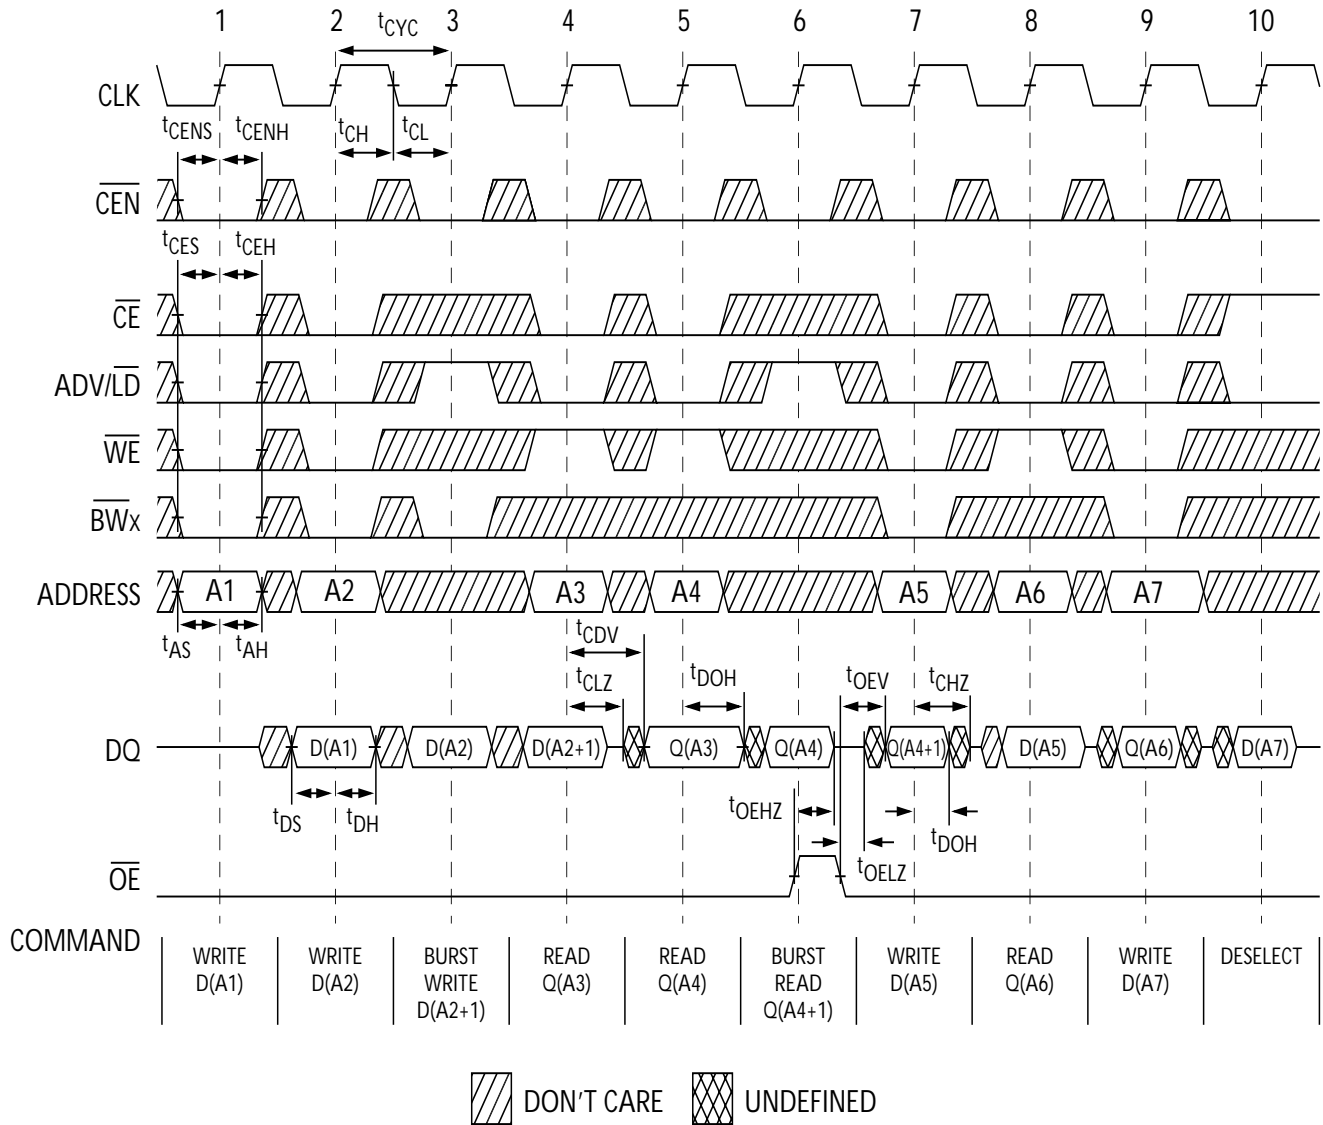 1 2 3 4 5 6 7 8 9 10
tCYC
CLK
tCENS tCENH tCH tCL
CEN
tCES tCEH
CE
ADV/LD
WE
BWx
ADDRESS A1 A2 A3 A4 A5 A6 A7
tAS tAH tCDV
tCLZ tDOH tOEV tCHZ
DQ D(A1) D(A2) D(A2+1) Q(A3) Q(A4) Q(A4+1) D(A5) Q(A6) D(A7)
tDS tDH tOEHZ tDOH
tOELZ
OE
COMMAND
WRITE WRITE BURST READ READ BURST WRITE READ WRITE DESELECT
D(A1) D(A2) WRITE Q(A3) Q(A4) READ D(A5) Q(A6) D(A7)
D(A2+1) Q(A4+1)
DON'T CARE UNDEFINED